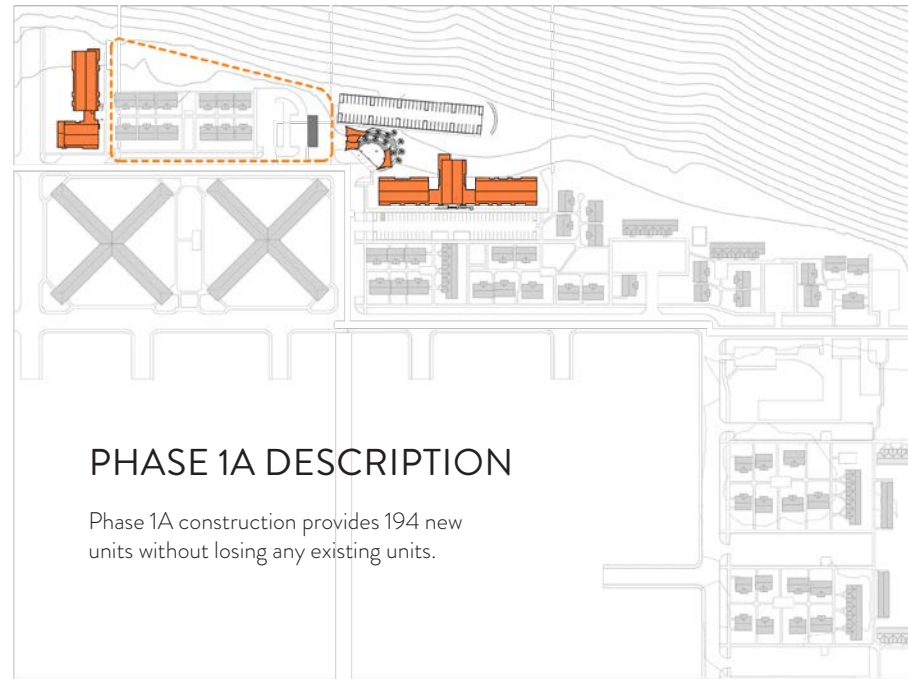 PHASE 1A DESCRIPTION
Phase 1A construction provides 194 new
units without losing any existing units.